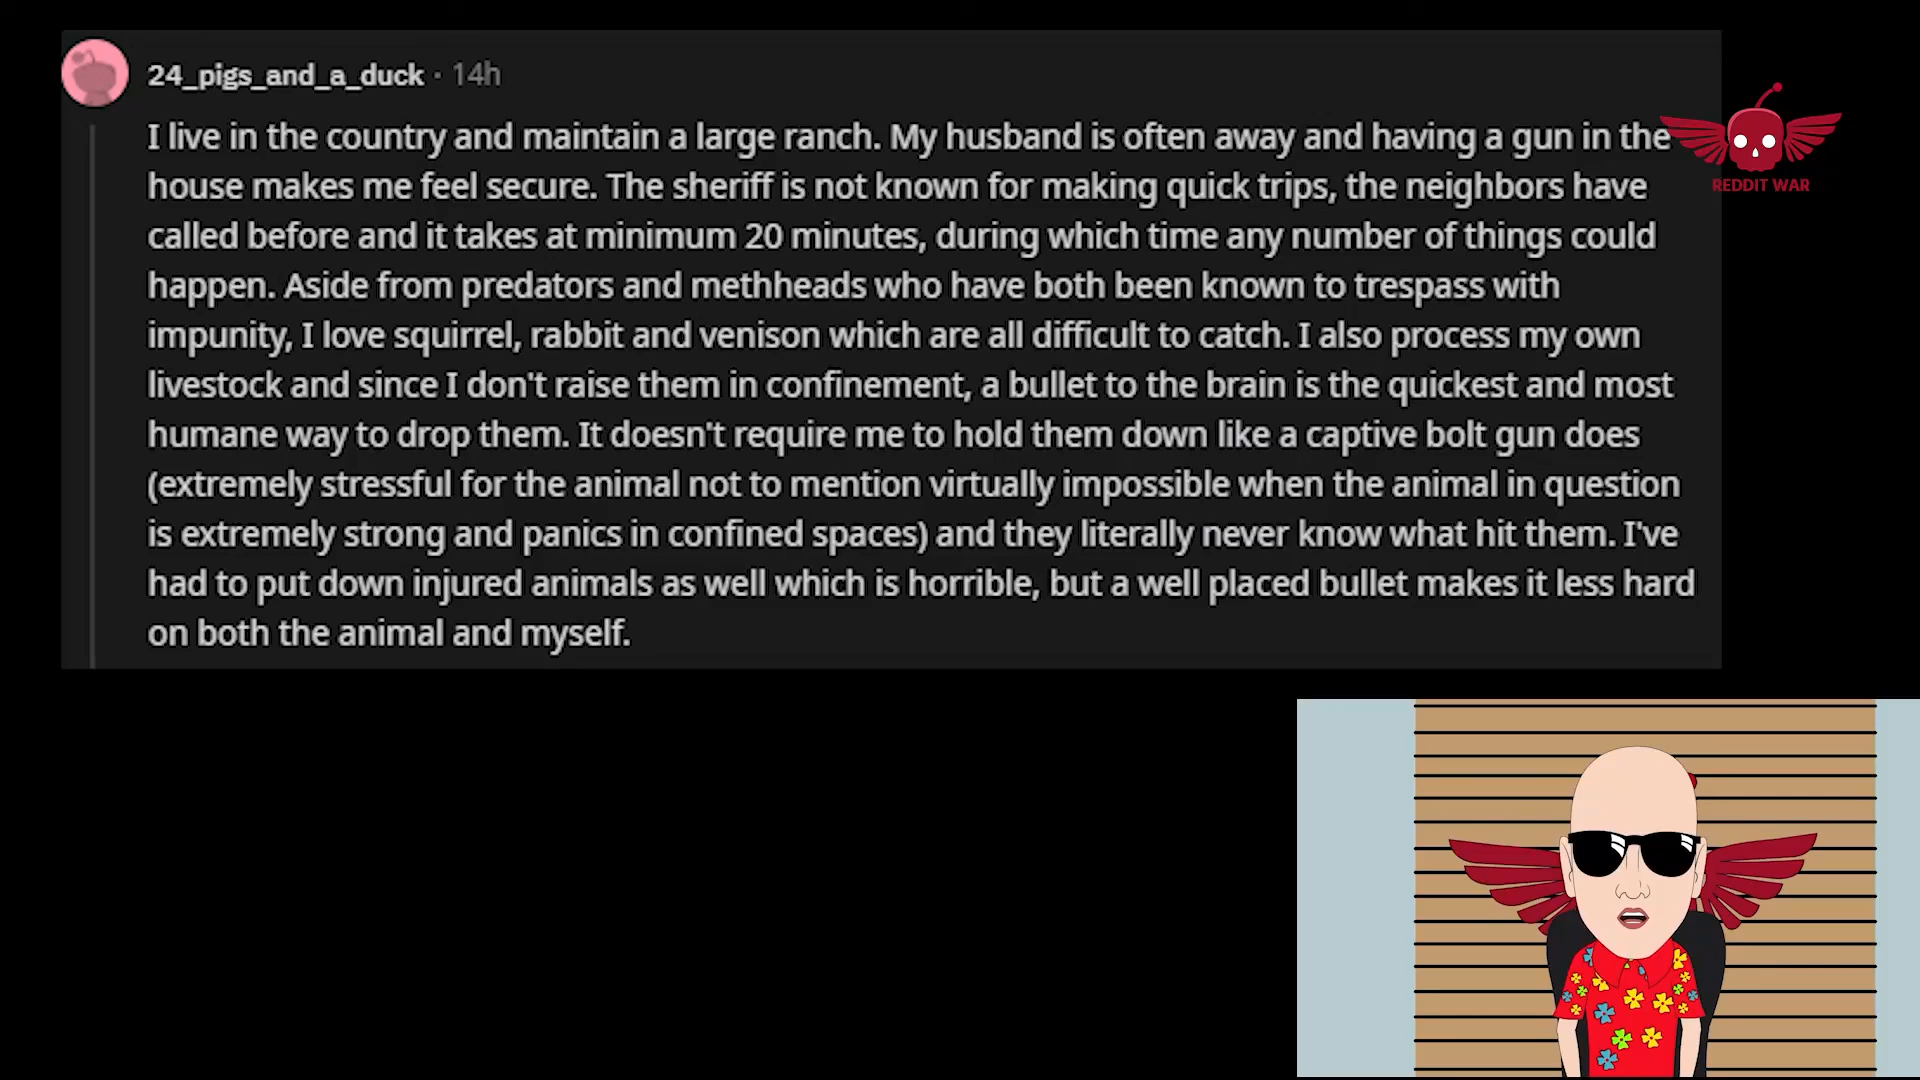 24_pigs_and_a_duck · 14h
I live in the country and maintain a large ranch. My husband is often away and having a gun in the
house makes me feel secure. The sheriff is not known for making quick trips, the neighbors have
called before and it takes at minimum 20 minutes, during which time any number of things could
happen. Aside from predators and methheads who have both been known to trespass with
impunity, I love squirrel, rabbit and venison which are all difficult to catch. I also process my own
livestock and since I don't raise them in confinement, a bullet to the brain is the quickest and most
humane way to drop them. It doesn't require me to hold them down like a captive bolt gun does
(extremely stressful for the animal not to mention virtually impossible when the animal in question
is extremely strong and panics in confined spaces) and they literally never know what hit them. I've
had to put down injured animals as well which is horrible, but a well placed bullet makes it less hard
on both the animal and myself.
REDDIT WAR